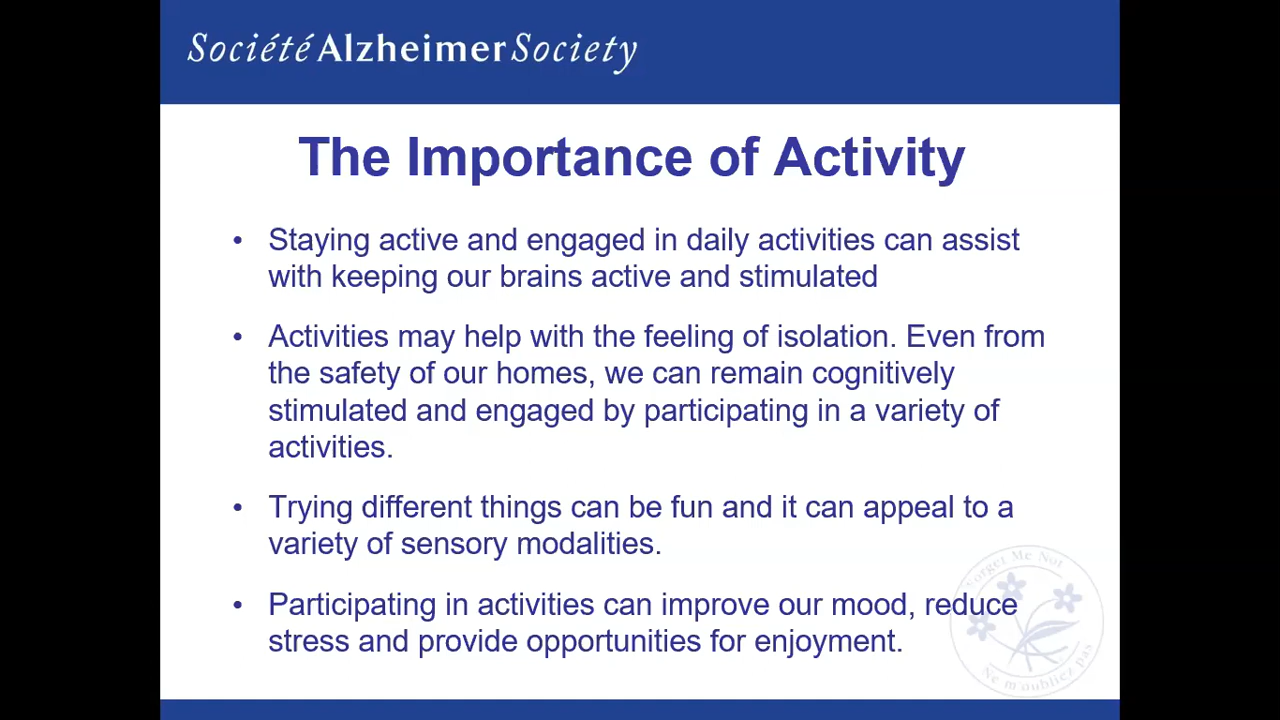 Société Alzheimer Society
The Importance of Activity
• Staying active and engaged in daily activities can assist
with keeping our brains active and stimulated
• Activities may help with the feeling of isolation. Even from
the safety of our homes, we can remain cognitively
stimulated and engaged by participating in a variety of
activities.
• Trying different things can be fun and it can appeal to a
variety of sensory modalities.
• Participating in activities can improve our mood, reduce
stress and provide opportunities for enjoyment.
Forget Me Not
Ne m'oubliez pas